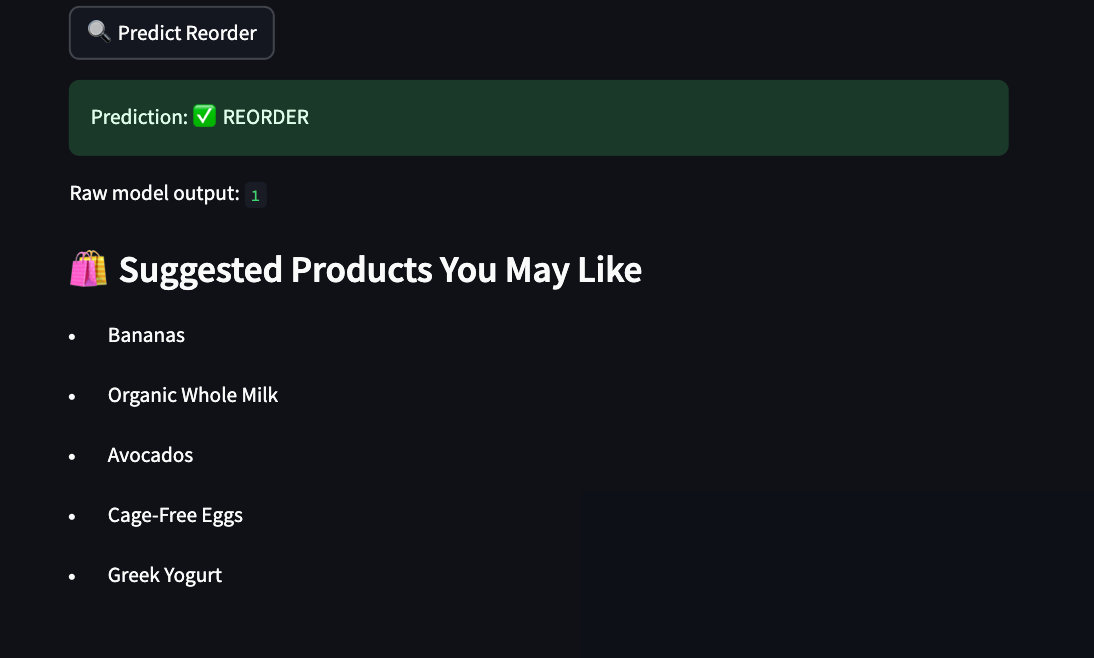 🔍 Predict Reorder
Prediction: ✅ REORDER
Raw model output: 1
🛍️ Suggested Products You May Like
• Bananas
• Organic Whole Milk
• Avocados
• Cage-Free Eggs
• Greek Yogurt